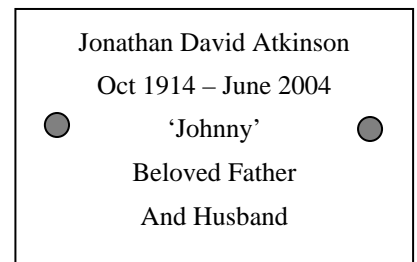 Jonathan David Atkinson
Oct 1914 – June 2004
‘Johnny’
Beloved Father
And Husband